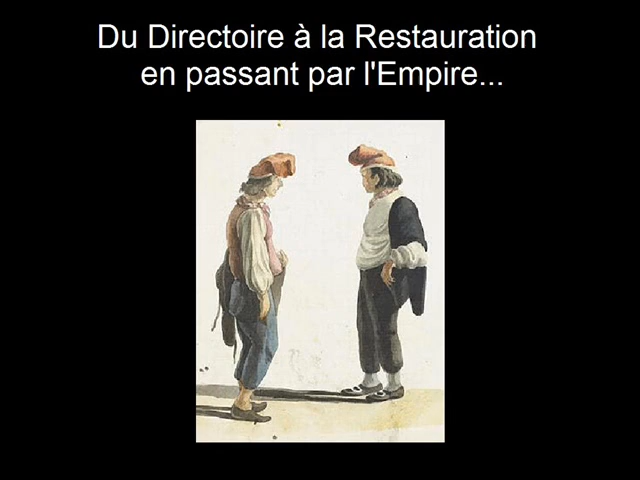 Du Directoire à la Restauration
en passant par l'Empire...